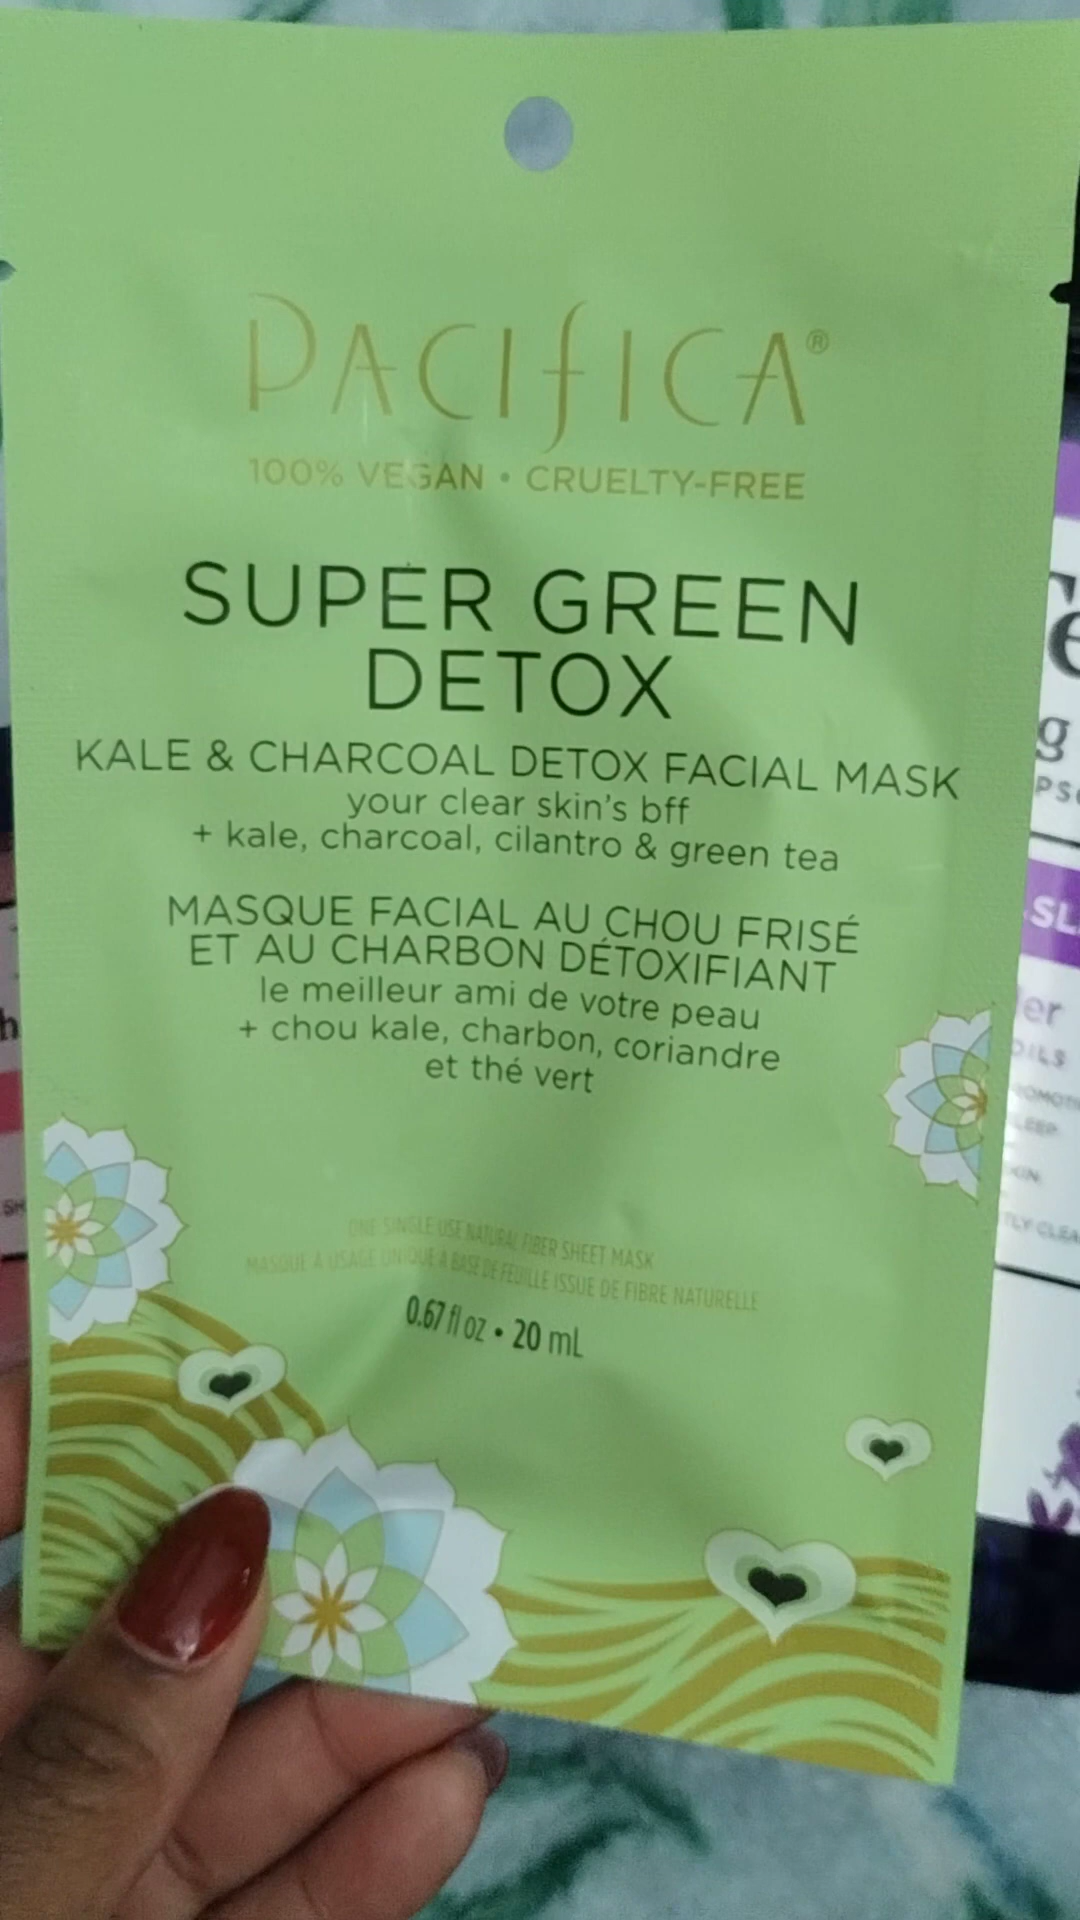 PACIFICA®
100% VEGAN • CRUELTY-FREE
SUPER GREEN
DETOX
KALE & CHARCOAL DETOX FACIAL MASK
your clear skin's bff
+ kale, charcoal, cilantro & green tea
MASQUE FACIAL AU CHOU FRISÉ
ET AU CHARBON DÉTOXIFIANT
le meilleur ami de votre peau
+ chou kale, charbon, coriandre
et thé vert
ONE SINGLE USE NATURAL FIBER SHEET MASK
MASQUE À USAGE UNIQUE À BASE DE FEUILLE ISSUE DE FIBRE NATURELLE
0.67 fl oz • 20 mL